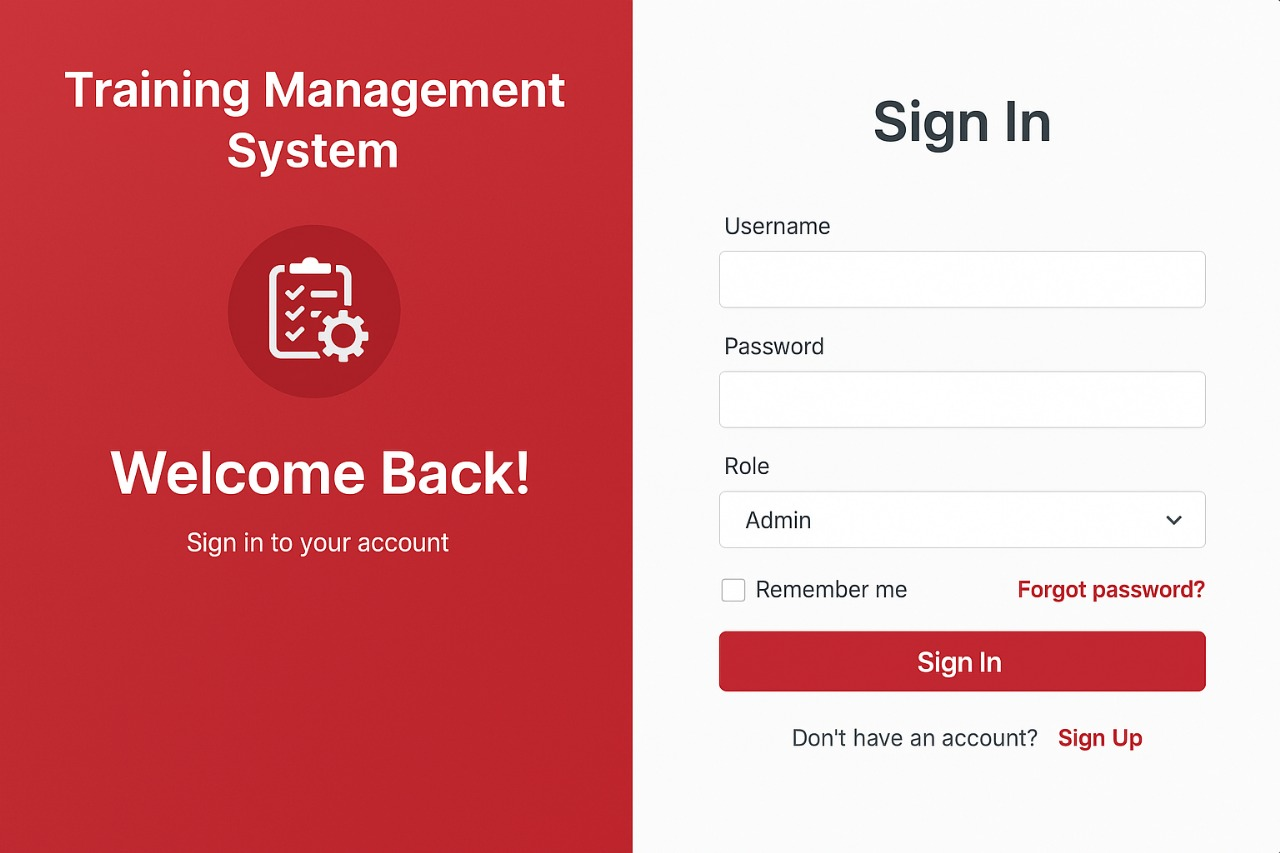 Training Management
System
Welcome Back!
Sign in to your account
Sign In
Username
Password
Role
Admin
Remember me
Forgot password?
Sign In
Don't have an account? Sign Up